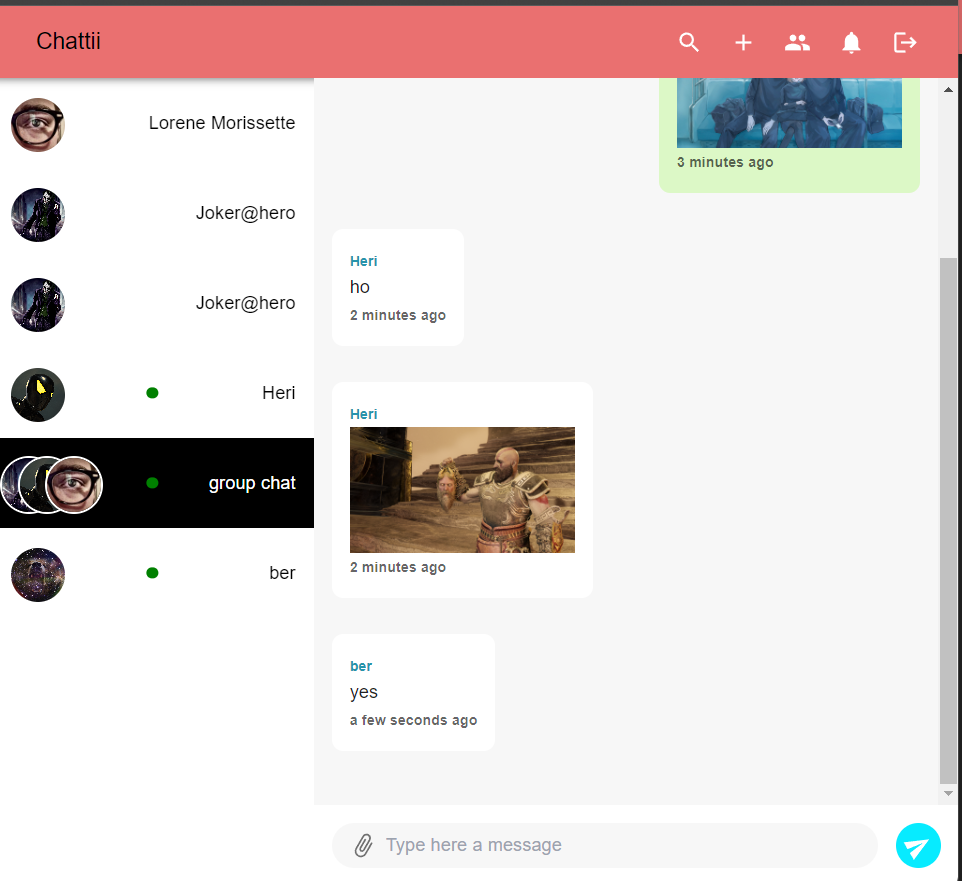 Chattii
Lorene Morissette
Joker@hero
Joker@hero
Heri
group chat
ber
3 minutes ago
Heri
ho
2 minutes ago
Heri
2 minutes ago
ber
yes
a few seconds ago
Type here a message